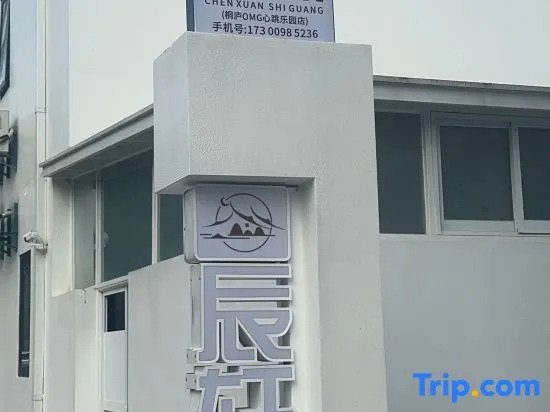 CHEN XUAN SHI GUANG
(桐庐OMG心跳乐园店)
手机号:173 0098 5236
辰
轩
Trip.com